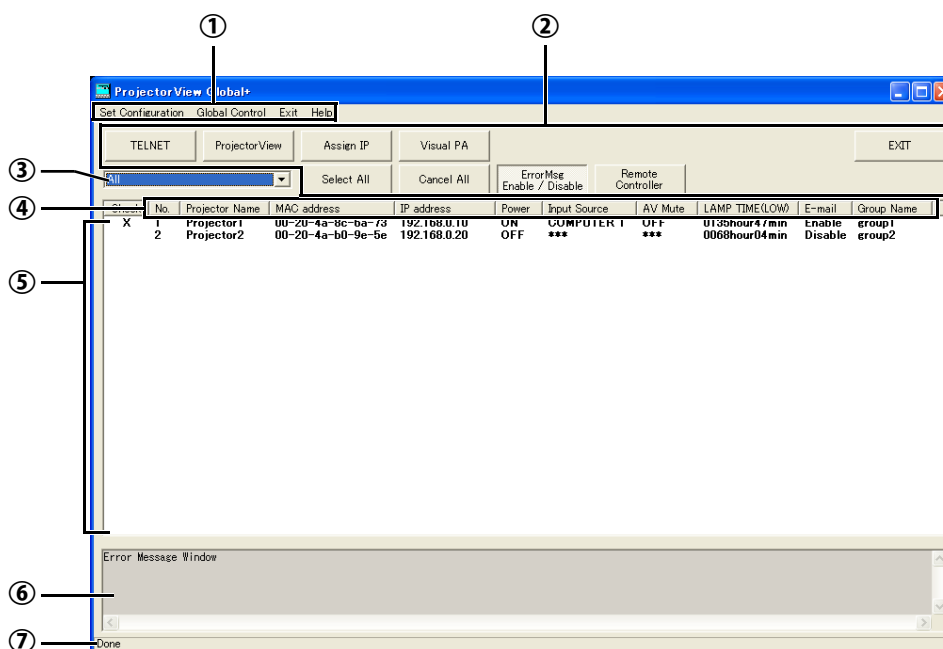 ① ②
ProjectorView Global+
Set Configuration Global Control Exit Help
TELNET ProjectorView Assign IP Visual PA EXIT
③ All Select All Cancel All ErrorMsg Enable / Disable Remote Controller
④ Check No. Projector Name MAC address IP address Power Input Source AV Mute LAMP TIME(LOW) E-mail Group Name
X 1 Projector1 00-20-4a-8c-6a-73 192.168.0.10 ON COMPUTER 1 OFF 0135hour47min Enable group1
2 Projector2 00-20-4a-b0-9e-5e 192.168.0.20 OFF *** *** 0068hour04min Disable group2
⑤
Error Message Window
⑥
⑦ Done